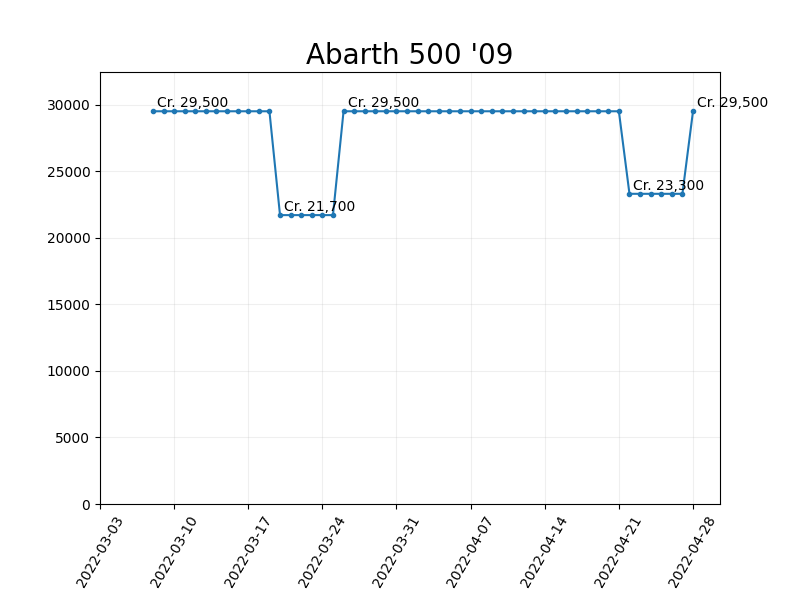 Abarth 500 '09
30000
25000
20000
15000
10000
5000
0
Cr. 29,500
Cr. 21,700
Cr. 29,500
Cr. 23,300
Cr. 29,500
2022-03-03
2022-03-10
2022-03-17
2022-03-24
2022-03-31
2022-04-07
2022-04-14
2022-04-21
2022-04-28